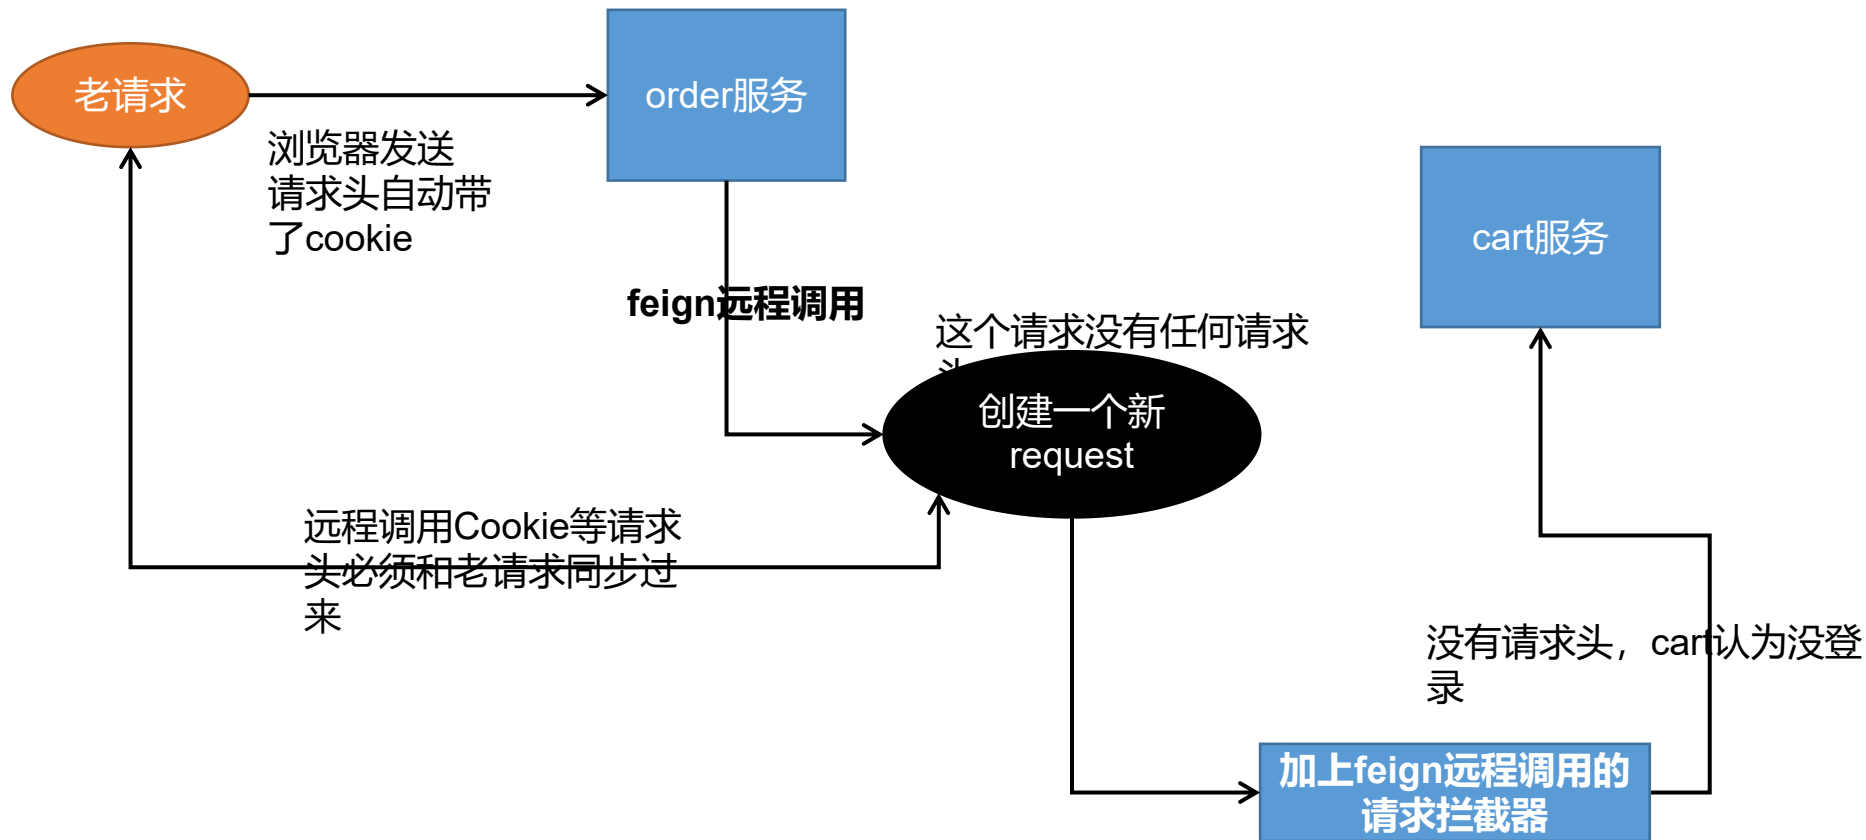 老请求
order服务
浏览器发送
请求头自动带
了cookie
cart服务
feign远程调用
这个请求没有任何请求
创建一个新
request
远程调用Cookie等请求
头必须和老请求同步过
来
没有请求头，cart认为没登
录
加上feign远程调用的
请求拦截器